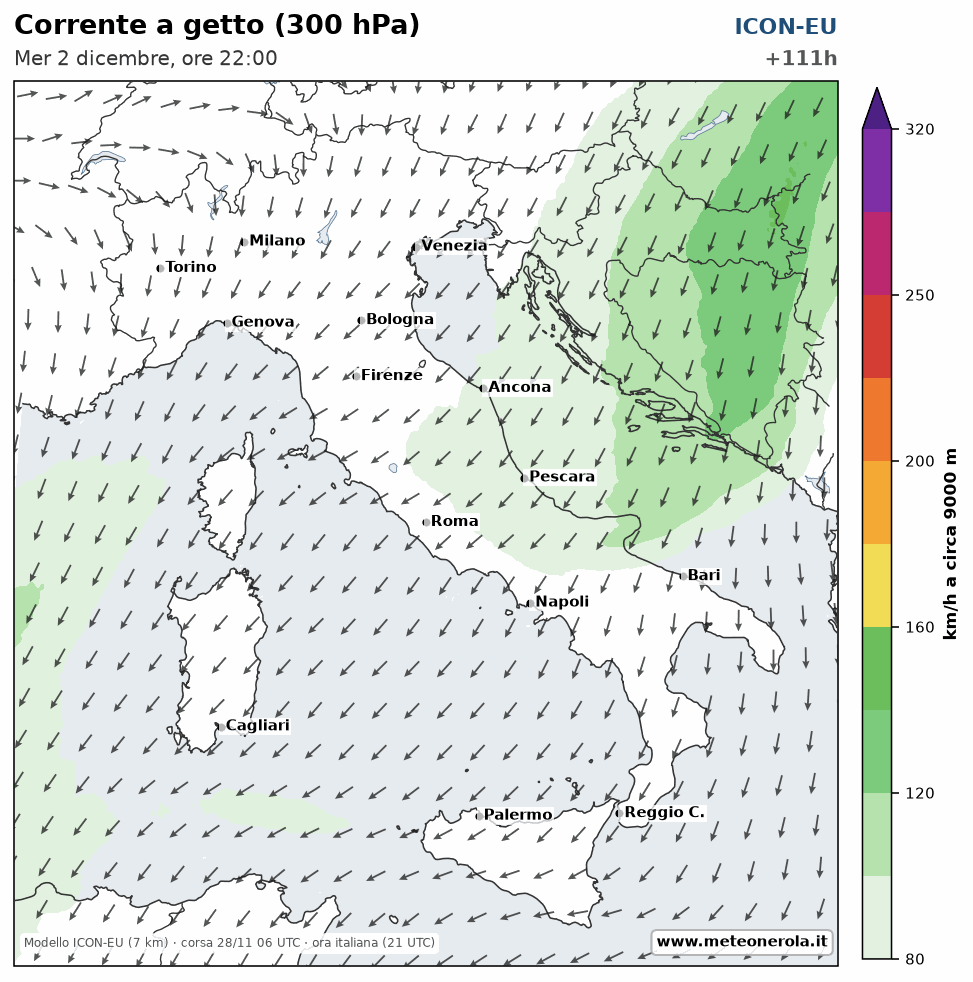 Corrente a getto (300 hPa)
ICON-EU
Mer 2 dicembre, ore 22:00
+111h
Milano
Venezia
Torino
Genova
Bologna
Firenze
Ancona
Pescara
Roma
Bari
Napoli
Cagliari
Palermo
Reggio C.
Modello ICON-EU (7 km) · corsa 28/11 06 UTC · ora italiana (21 UTC)
www.meteonerola.it
320
250
200
160
120
80
km/h a circa 9000 m